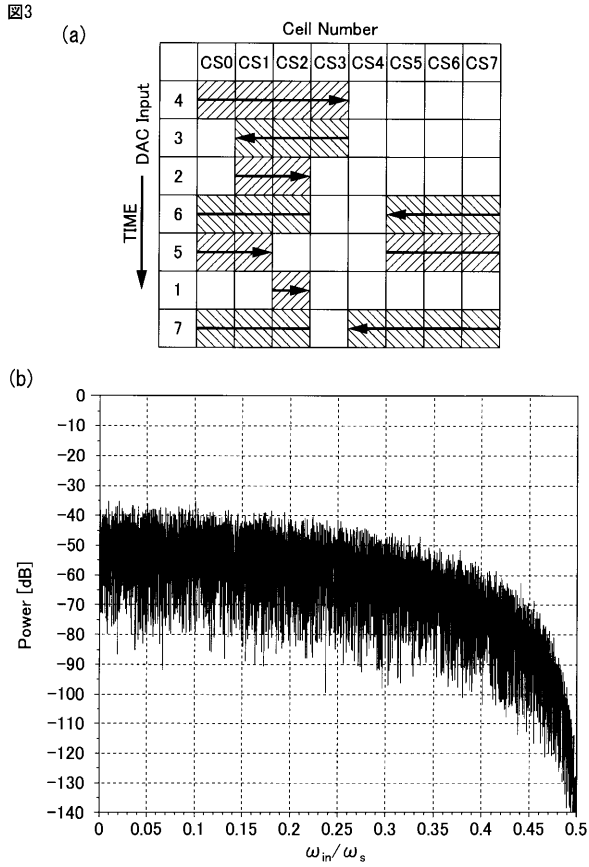 図3
(a)
Cell Number
CS0 CS1 CS2 CS3 CS4 CS5 CS6 CS7
DAC Input
TIME
4
3
2
6
5
1
7
(b)
Power [dB]
0
-10
-20
-30
-40
-50
-60
-70
-80
-90
-100
-110
-120
-130
-140
0 0.05 0.1 0.15 0.2 0.25 0.3 0.35 0.4 0.45 0.5
ω_in/ω_s